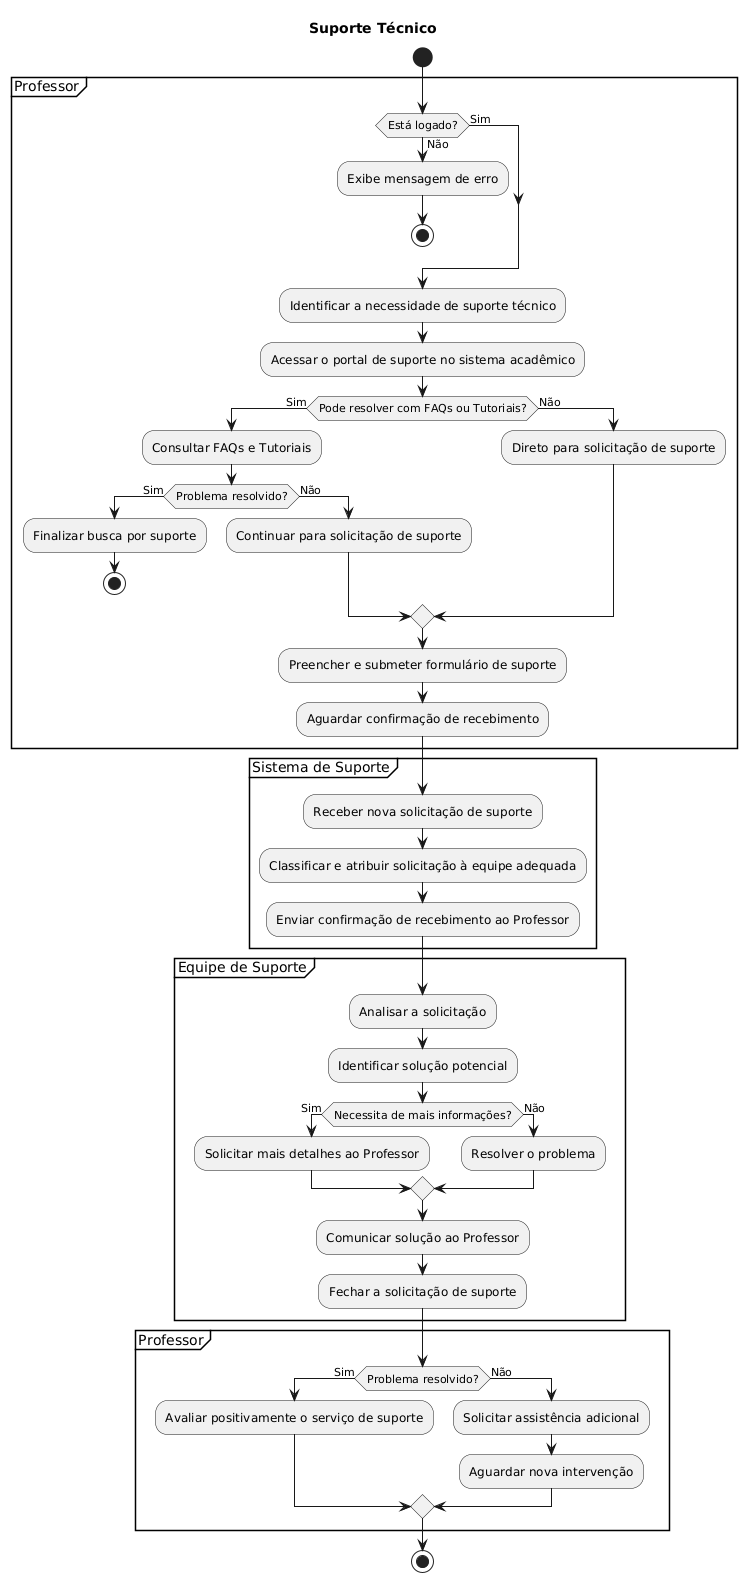 Suporte Técnico
Professor
Está logado?
Sim
Não
Exibe mensagem de erro
Identificar a necessidade de suporte técnico
Acessar o portal de suporte no sistema acadêmico
Sim
Pode resolver com FAQs ou Tutoriais?
Não
Consultar FAQs e Tutoriais
Direto para solicitação de suporte
Sim
Problema resolvido?
Não
Finalizar busca por suporte
Continuar para solicitação de suporte
Preencher e submeter formulário de suporte
Aguardar confirmação de recebimento
Sistema de Suporte
Receber nova solicitação de suporte
Classificar e atribuir solicitação à equipe adequada
Enviar confirmação de recebimento ao Professor
Equipe de Suporte
Analisar a solicitação
Identificar solução potencial
Sim
Necessita de mais informações?
Não
Solicitar mais detalhes ao Professor
Resolver o problema
Comunicar solução ao Professor
Fechar a solicitação de suporte
Professor
Sim
Problema resolvido?
Não
Avaliar positivamente o serviço de suporte
Solicitar assistência adicional
Aguardar nova intervenção